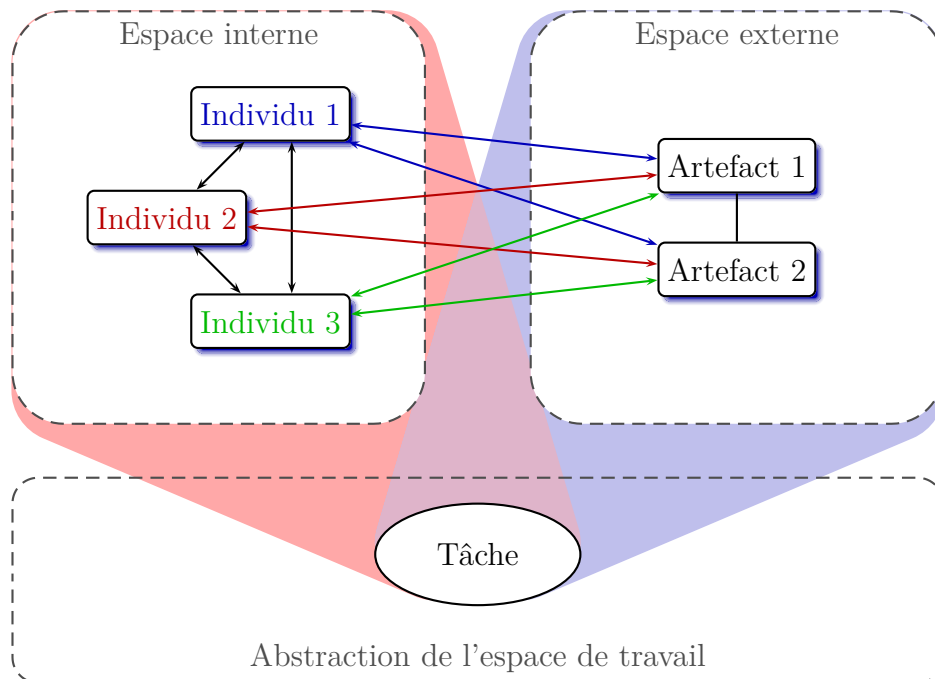 Espace interne
Espace externe
Individu 1
Artefact 1
Individu 2
Artefact 2
Individu 3
Tâche
Abstraction de l'espace de travail